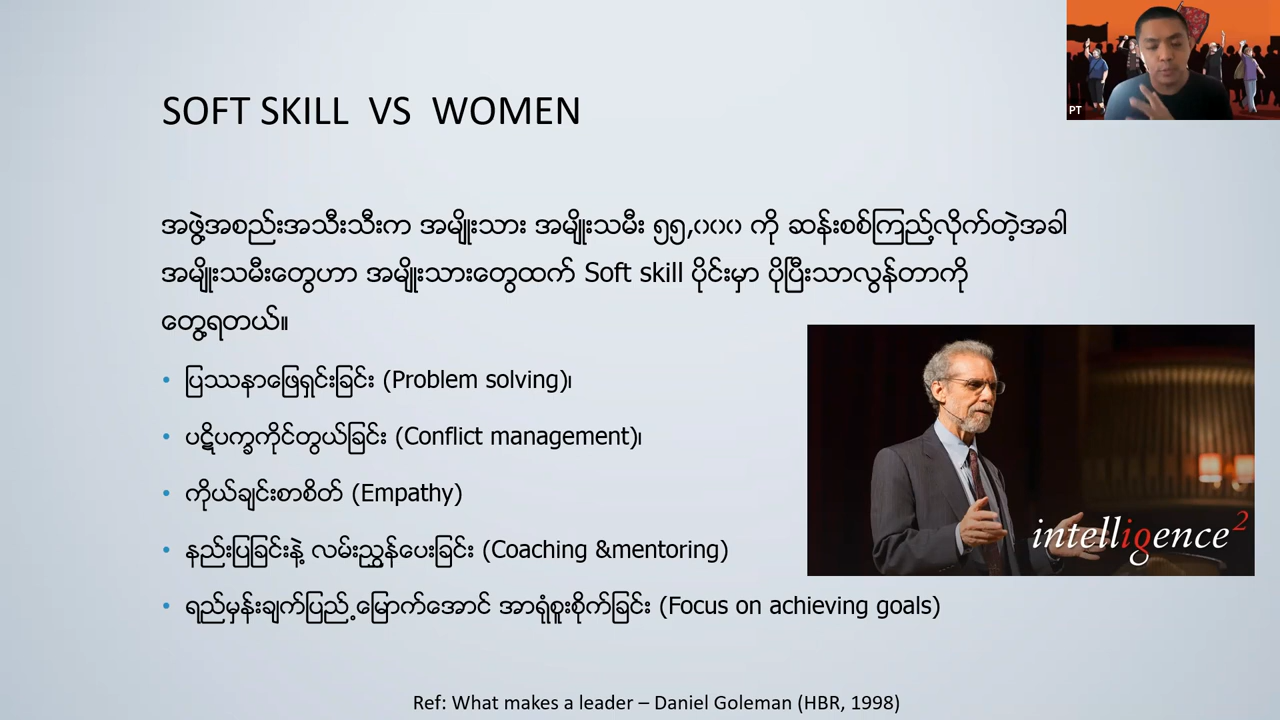 SOFT SKILL VS WOMEN
PT
အဖွဲ့အစည်းအသီးသီးက အမျိုးသား အမျိုးသမီး ၅၅,၀၀၀ ကို ဆန်းစစ်ကြည့်လိုက်တဲ့အခါ
အမျိုးသမီးတွေဟာ အမျိုးသားတွေထက် Soft skill ပိုင်းမှာ ပိုပြီးသာလွန်တာကို
တွေ့ရတယ်။
• ပြဿနာဖြေရှင်းခြင်း (Problem solving)၊
• ပဋိပက္ခကိုင်တွယ်ခြင်း (Conflict management)၊
• ကိုယ်ချင်းစာစိတ် (Empathy)
• နည်းပြခြင်းနဲ့ လမ်းညွှန်ပေးခြင်း (Coaching &mentoring)
• ရည်မှန်းချက်ပြည့်မြောက်အောင် အာရုံစူးစိုက်ခြင်း (Focus on achieving goals)
intelligence²
Ref: What makes a leader – Daniel Goleman (HBR, 1998)